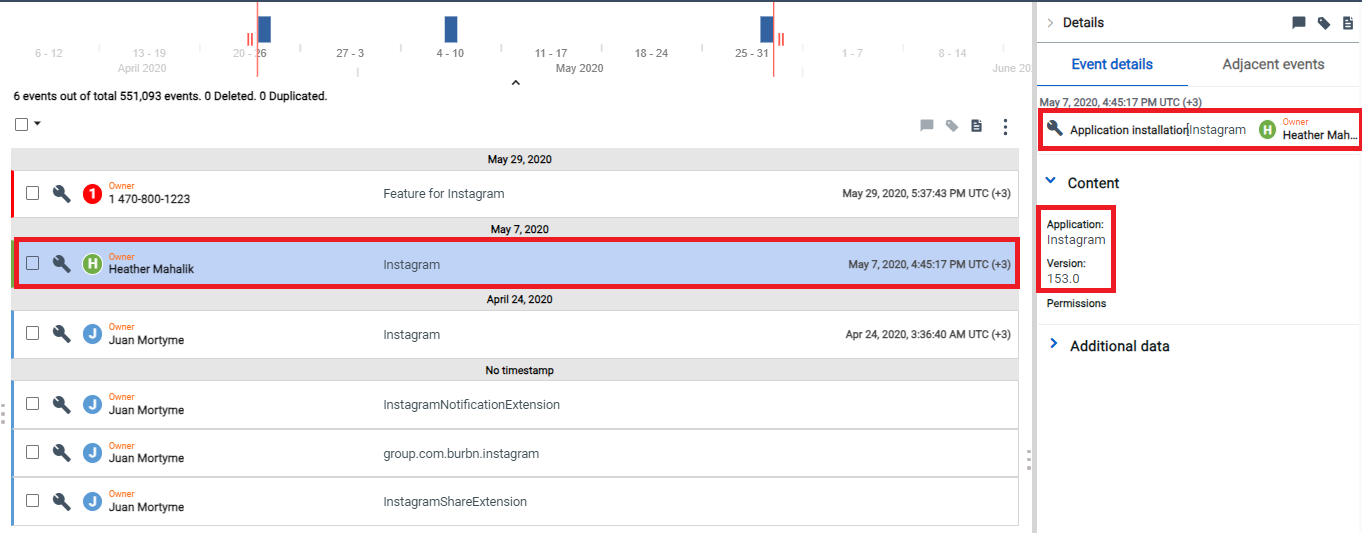 6 - 12
13 - 19
20 - 26
27 - 3
4 - 10
11 - 17
18 - 24
25 - 31
1 - 7
8 - 14
April 2020
May 2020
June 202
6 events out of total 551,093 events. 0 Deleted. 0 Duplicated.
May 29, 2020
1
Owner
1 470-800-1223
Feature for Instagram
May 29, 2020, 5:37:43 PM UTC (+3)
May 7, 2020
H
Owner
Heather Mahalik
Instagram
May 7, 2020, 4:45:17 PM UTC (+3)
April 24, 2020
J
Owner
Juan Mortyme
Instagram
Apr 24, 2020, 3:36:40 AM UTC (+3)
No timestamp
J
Owner
Juan Mortyme
InstagramNotificationExtension
J
Owner
Juan Mortyme
group.com.burbn.instagram
J
Owner
Juan Mortyme
InstagramShareExtension
Details
Event details
Adjacent events
May 7, 2020, 4:45:17 PM UTC (+3)
Application installation Instagram
H
Owner
Heather Mah...
Content
Application:
Instagram
Version:
153.0
Permissions
Additional data